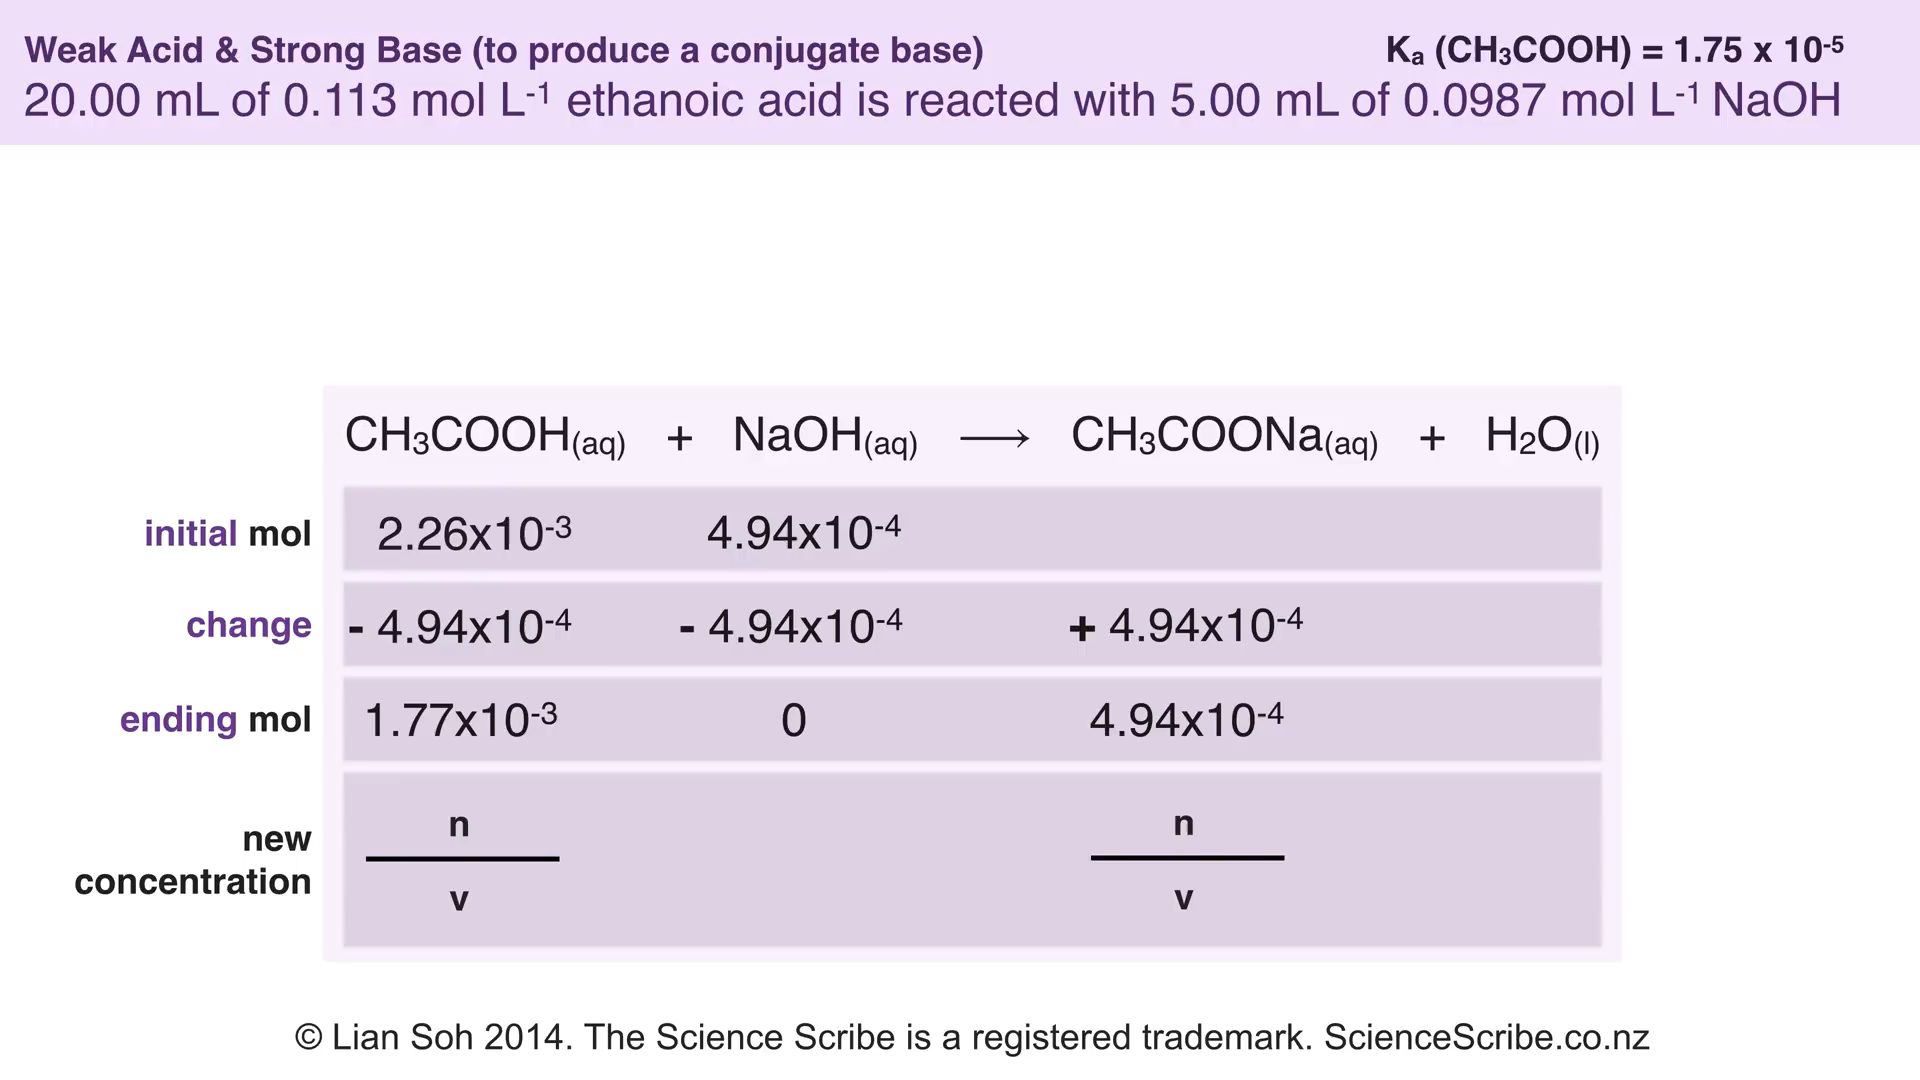 Weak Acid & Strong Base (to produce a conjugate base) Kₐ (CH₃COOH) = 1.75 x 10⁻⁵
20.00 mL of 0.113 mol L⁻¹ ethanoic acid is reacted with 5.00 mL of 0.0987 mol L⁻¹ NaOH
CH₃COOH(aq) + NaOH(aq) ⟶ CH₃COONa(aq) + H₂O(l)
initial mol 2.26x10⁻³ 4.94x10⁻⁴
change - 4.94x10⁻⁴ - 4.94x10⁻⁴ + 4.94x10⁻⁴
ending mol 1.77x10⁻³ 0 4.94x10⁻⁴
n n
new
concentration
v v
© Lian Soh 2014. The Science Scribe is a registered trademark. ScienceScribe.co.nz